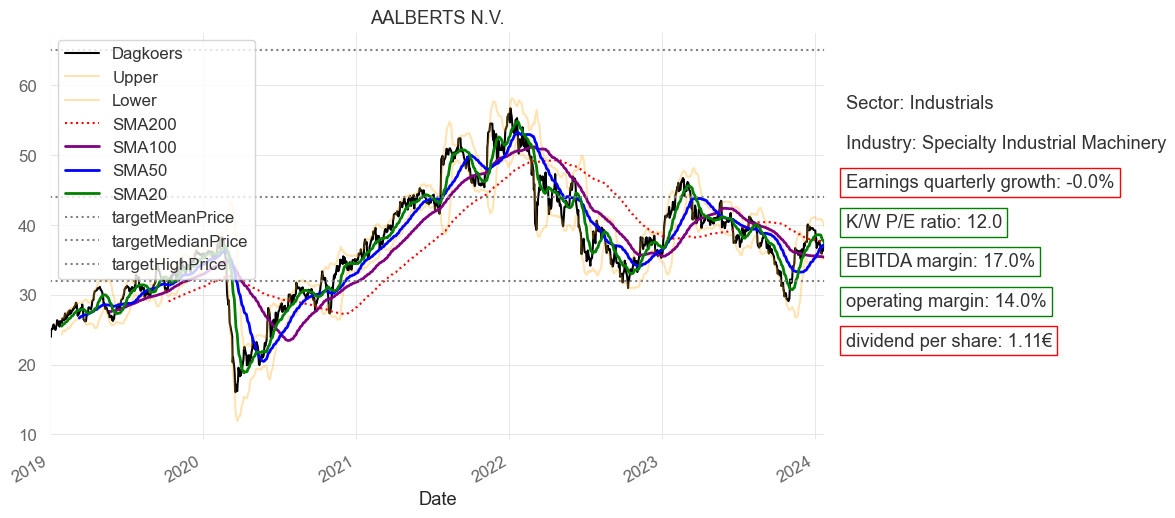 AALBERTS N.V.
Dagkoers
Upper
Lower
SMA200
SMA100
SMA50
SMA20
targetMeanPrice
targetMedianPrice
targetHighPrice
60
50
40
30
20
10
2019
2020
2021
2022
2023
2024
Date
Sector: Industrials
Industry: Specialty Industrial Machinery
Earnings quarterly growth: -0.0%
K/W P/E ratio: 12.0
EBITDA margin: 17.0%
operating margin: 14.0%
dividend per share: 1.11€